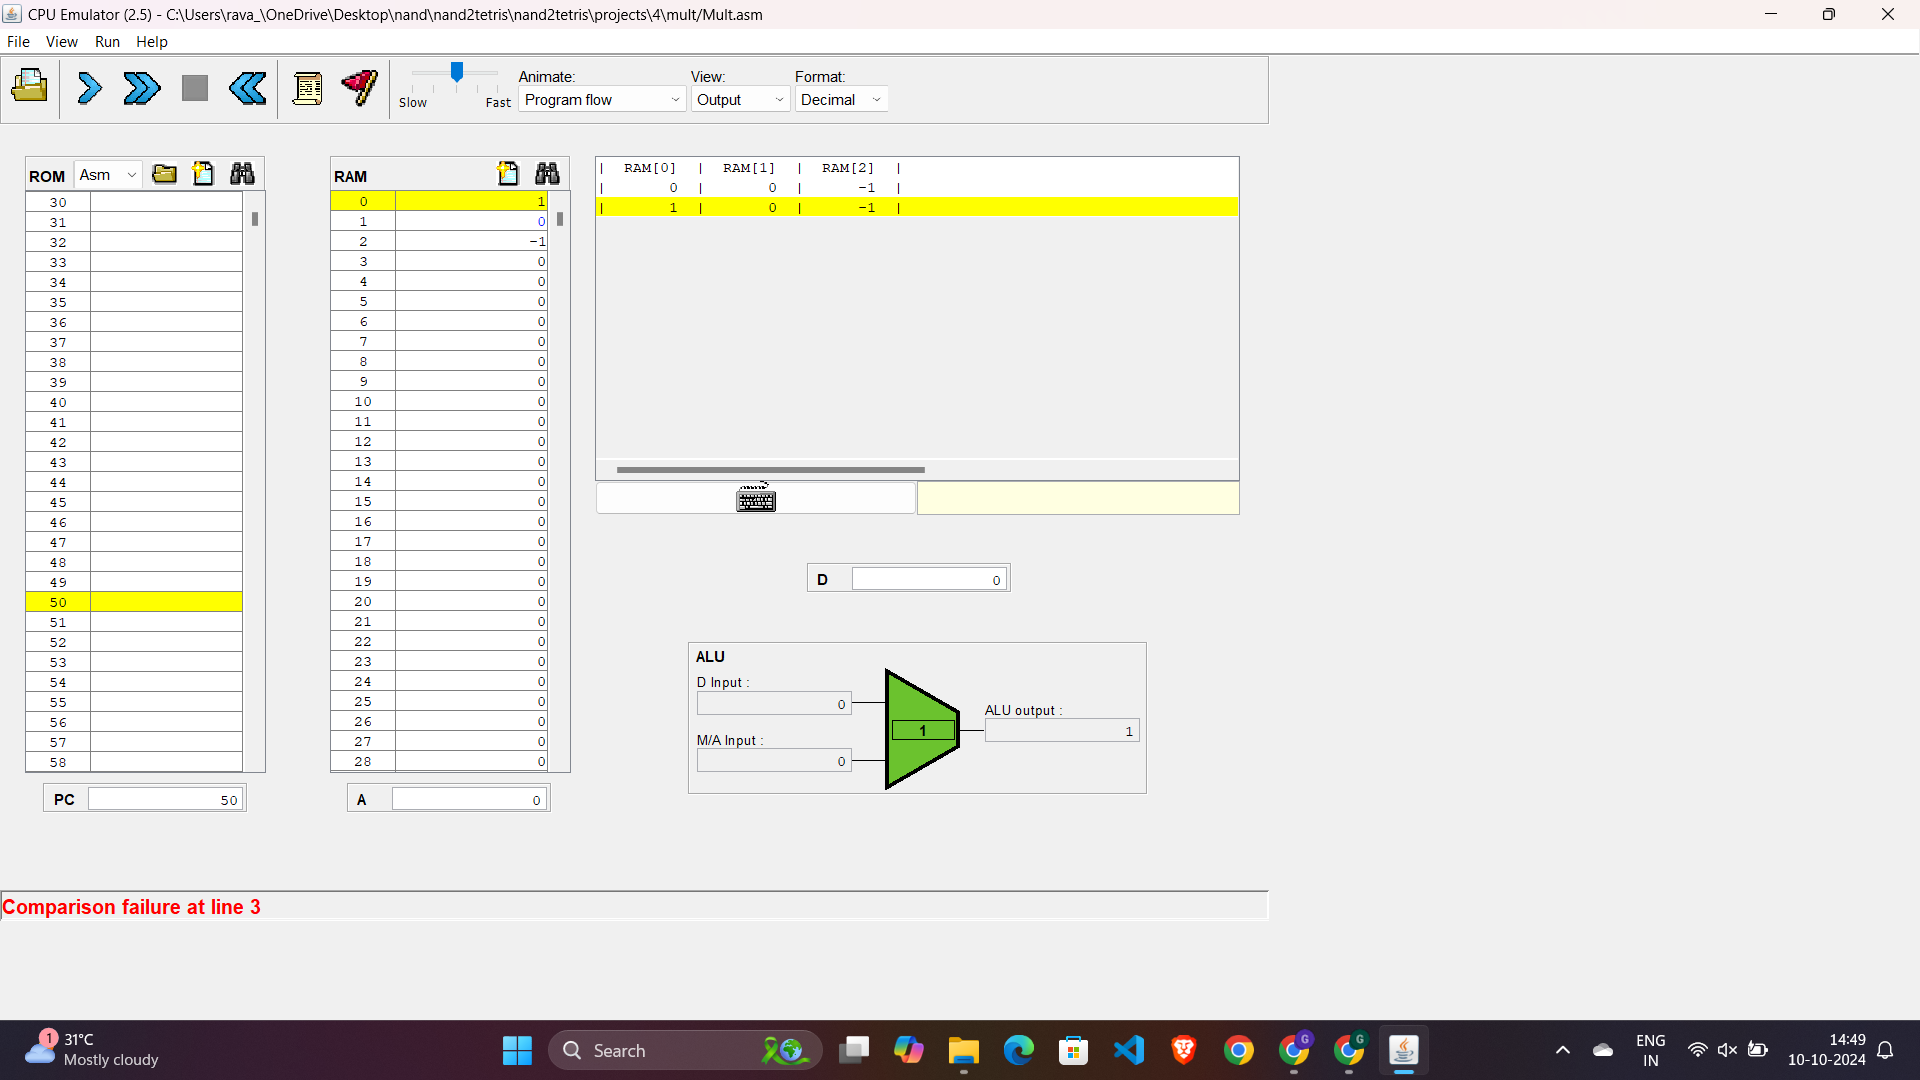 CPU Emulator (2.5) - C:\Users\rava_\OneDrive\Desktop\nand\nand2tetris\nand2tetris\projects\4\mult/Mult.asm
File View Run Help
Slow Fast
Animate:
Program flow
View:
Output
Format:
Decimal
ROM Asm
30
31
32
33
34
35
36
37
38
39
40
41
42
43
44
45
46
47
48
49
50
51
52
53
54
55
56
57
58
PC 50
RAM
0 1
1 0
2 -1
3 0
4 0
5 0
6 0
7 0
8 0
9 0
10 0
11 0
12 0
13 0
14 0
15 0
16 0
17 0
18 0
19 0
20 0
21 0
22 0
23 0
24 0
25 0
26 0
27 0
28 0
A 0
| RAM[0] | RAM[1] | RAM[2] |
| 0 | 0 | -1 |
| 1 | 0 | -1 |
D 0
ALU
D Input :
0
M/A Input :
0
1
ALU output :
1
Comparison failure at line 3
1
31°C
Mostly cloudy
Search
G
G
ENG
IN
14:49
10-10-2024